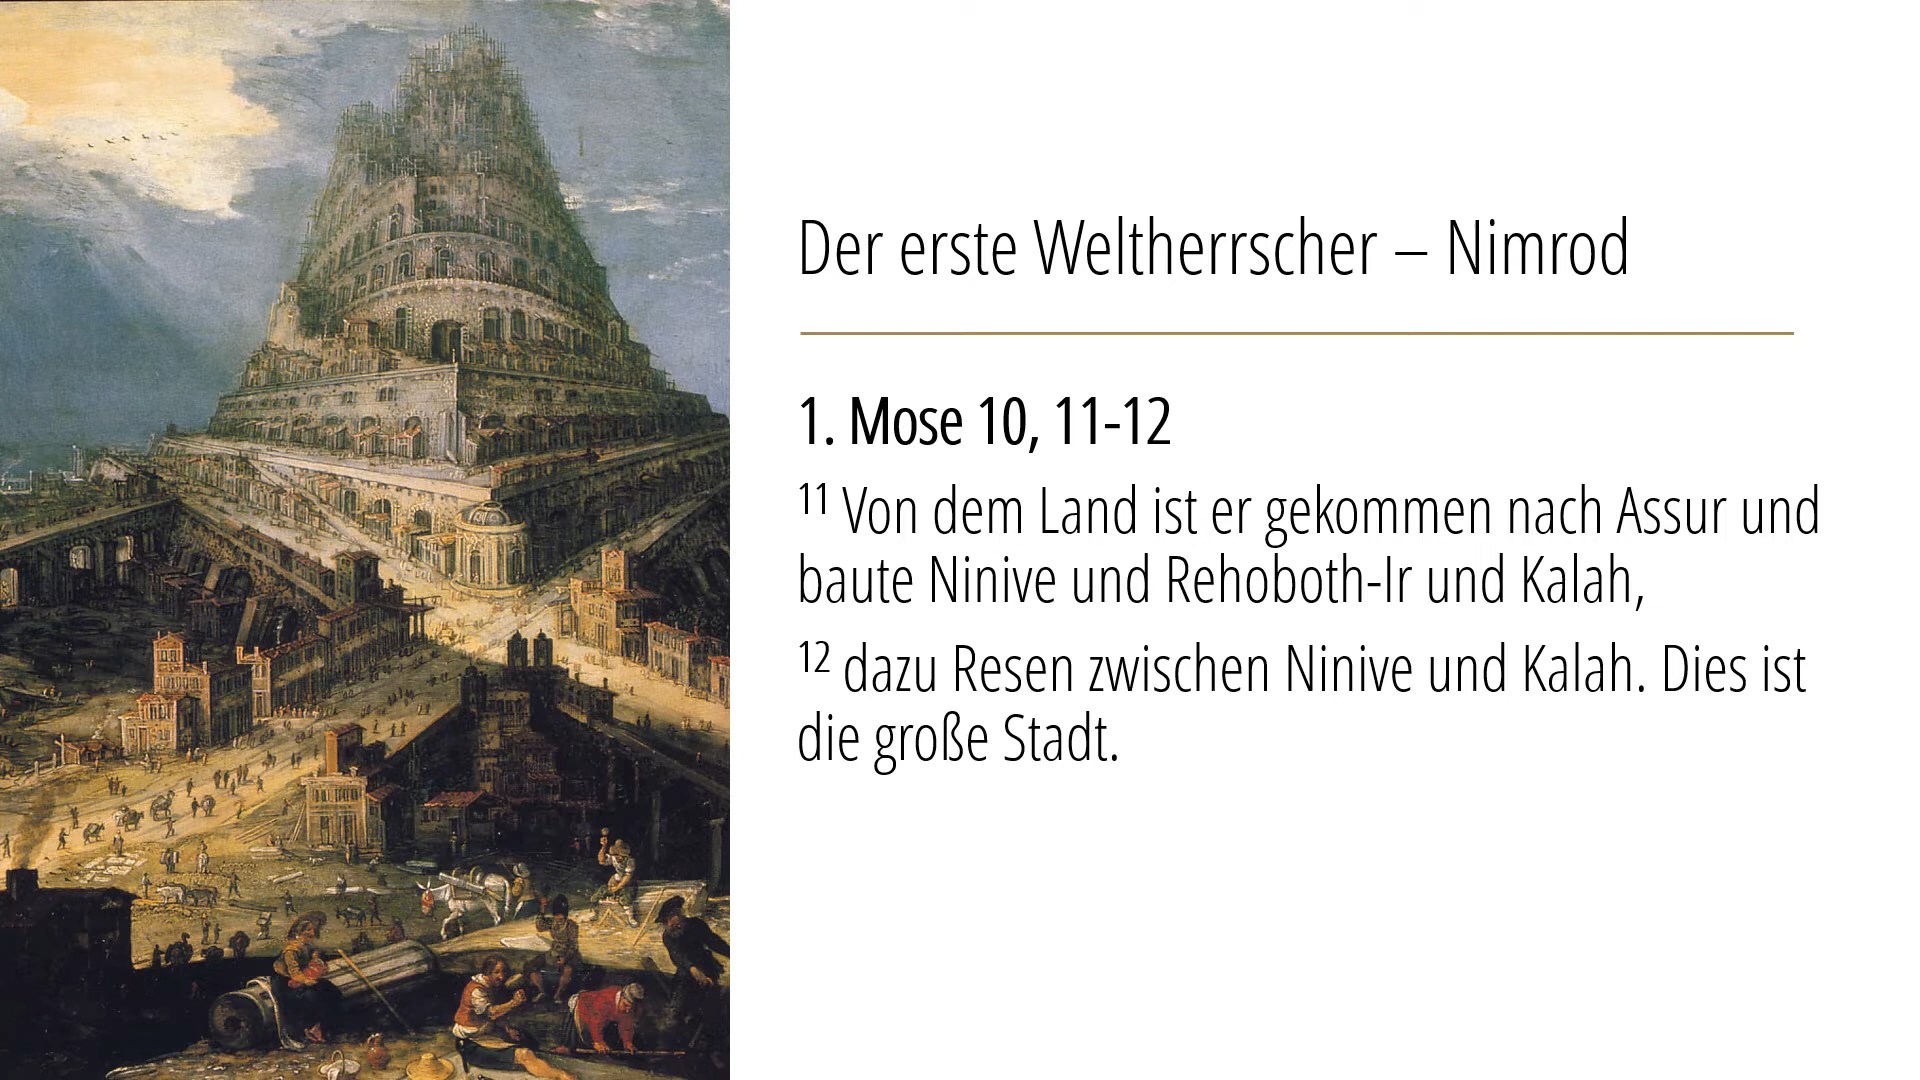 Der erste Weltherrscher – Nimrod
1. Mose 10, 11-12
11 Von dem Land ist er gekommen nach Assur und
baute Ninive und Rehoboth-Ir und Kalah,
12 dazu Resen zwischen Ninive und Kalah. Dies ist
die große Stadt.